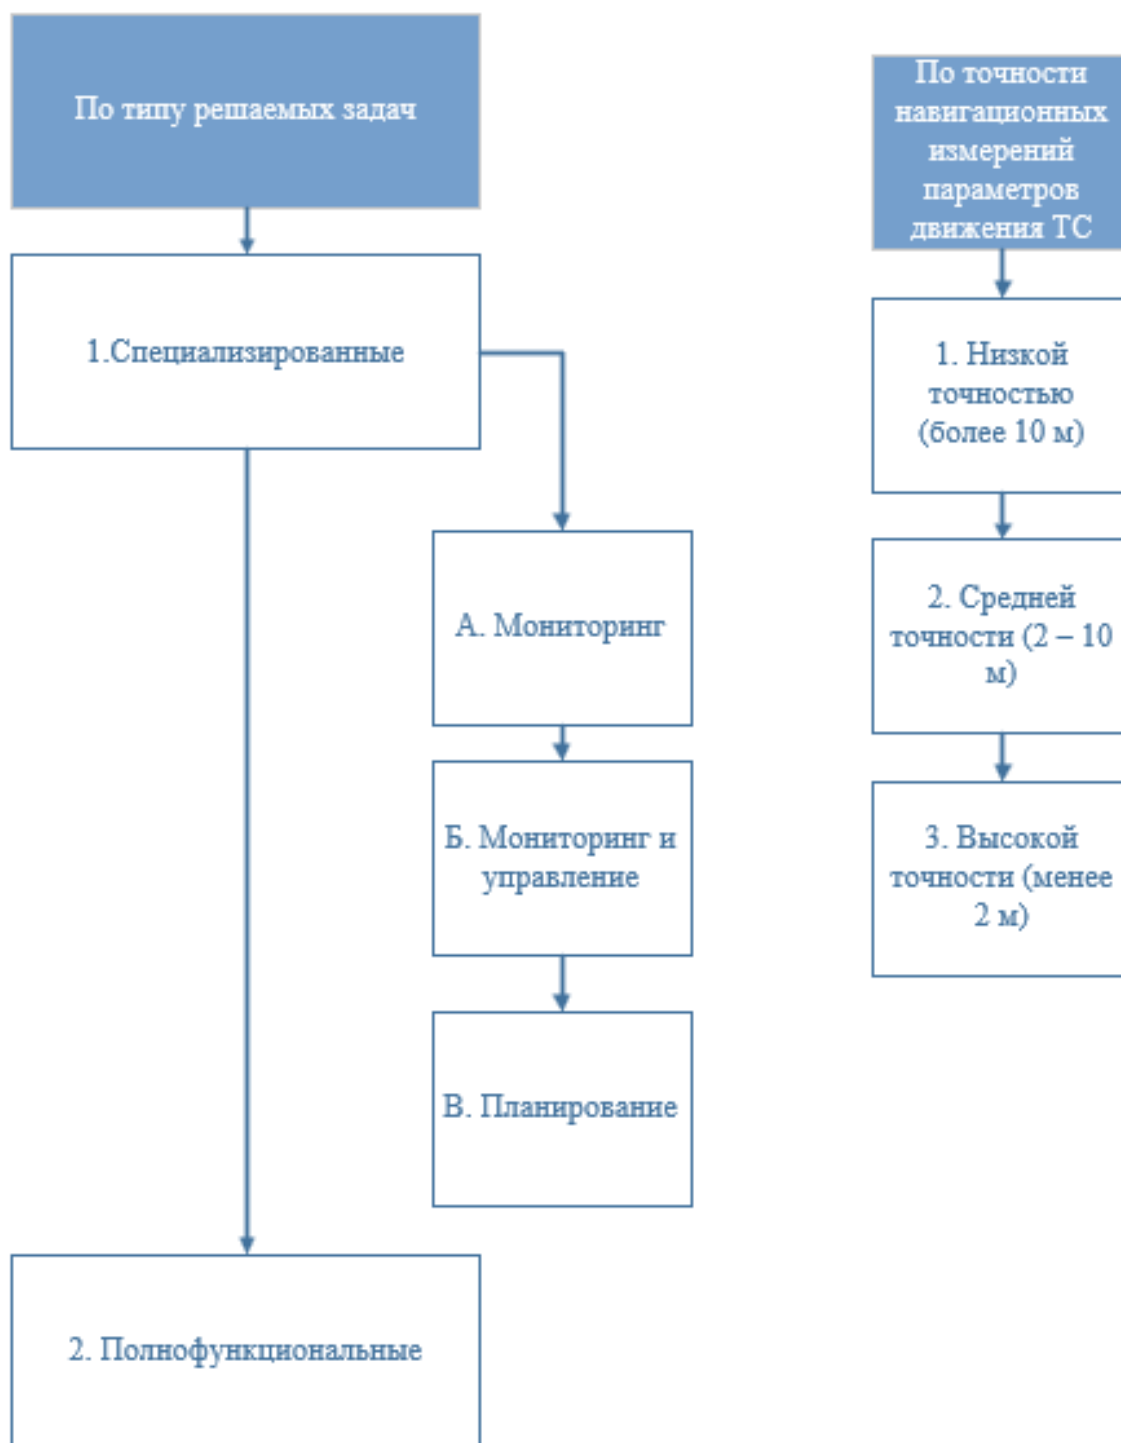 По типу решаемых задач
1.Специализированные
А. Мониторинг
Б. Мониторинг и
управление
В. Планирование
2. Полнофункциональные
По точности
навигационных
измерений
параметров
движения ТС
1. Низкой
точностью
(более 10 м)
2. Средней
точности (2 – 10
м)
3. Высокой
точности (менее
2 м)